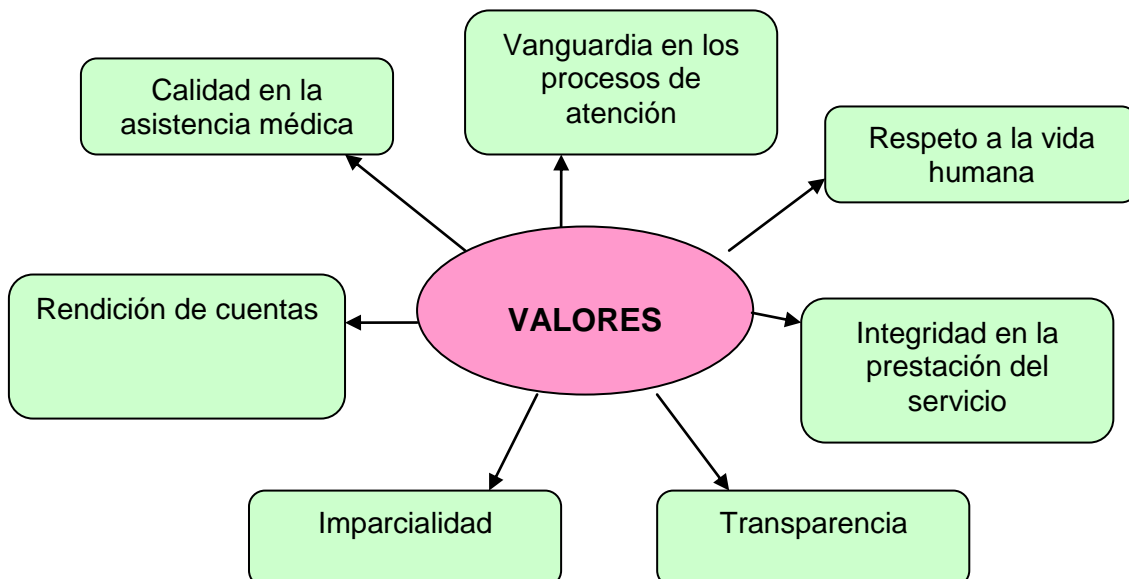 Vanguardia en los
procesos de
atención
Calidad en la
asistencia médica
Respeto a la vida
humana
Rendición de cuentas
VALORES
Integridad en la
prestación del
servicio
Imparcialidad
Transparencia